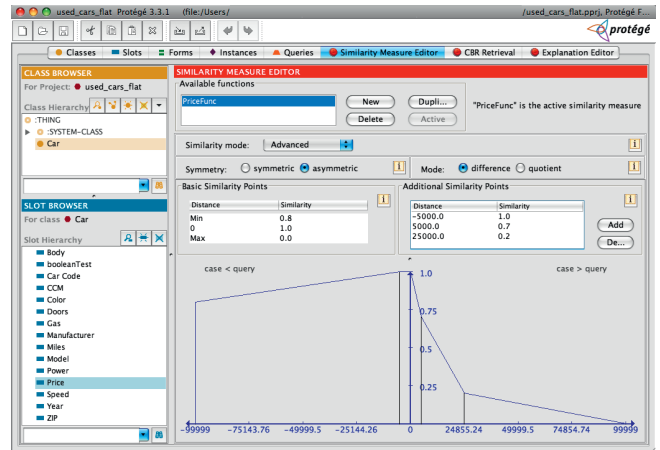 used_cars_flat Protégé 3.3.1 (file:/Users/ /used_cars_flat.pprj, Protégé F...
protégé
Classes Slots Forms Instances Queries Similarity Measure Editor CBR Retrieval Explanation Editor
CLASS BROWSER
For Project: used_cars_flat
Class Hierarchy
:THING
:SYSTEM-CLASS
Car
SLOT BROWSER
For class Car
Slot Hierarchy
Body
booleanTest
Car Code
CCM
Color
Doors
Gas
Manufacturer
Miles
Model
Power
Price
Speed
Year
ZIP
SIMILARITY MEASURE EDITOR
Available functions
PriceFunc
New Dupli...
Delete Active
"PriceFunc" is the active similarity measure
Similarity mode: Advanced
Symmetry: symmetric asymmetric Mode: difference quotient
Basic Similarity Points
Distance Similarity
Min 0.8
0 1.0
Max 0.0
Additional Similarity Points
Distance Similarity
-5000.0 1.0
5000.0 0.7
25000.0 0.2
Add
De...
case < query case > query
1.0
0.75
0.5
0.25
-99999 -75143.76 -49999.5 -25144.26 0 24855.24 49999.5 74854.74 99999